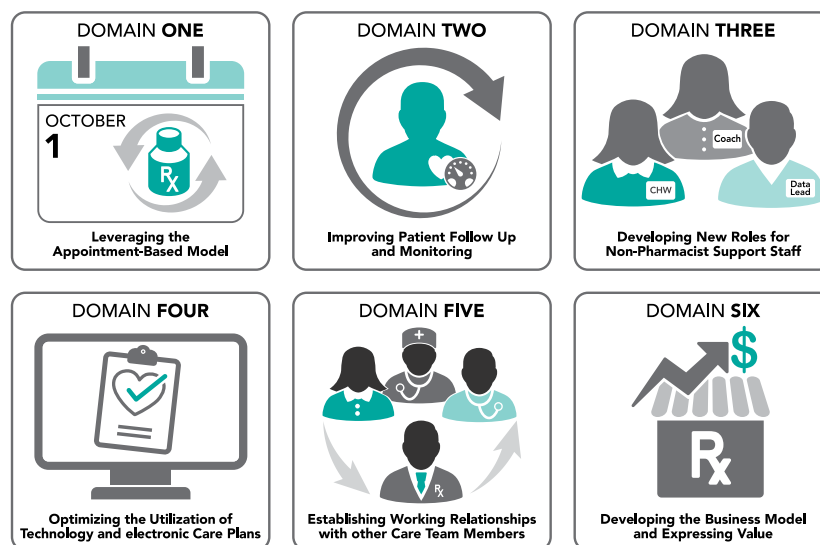 DOMAIN ONE
OCTOBER
1
Rx
Leveraging the
Appointment-Based Model
DOMAIN TWO
Improving Patient Follow Up
and Monitoring
DOMAIN THREE
Coach
CHW
Data
Lead
Developing New Roles for
Non-Pharmacist Support Staff
DOMAIN FOUR
Optimizing the Utilization of
Technology and electronic Care Plans
DOMAIN FIVE
Rx
Establishing Working Relationships
with other Care Team Members
DOMAIN SIX
$
Rx
Developing the Business Model
and Expressing Value